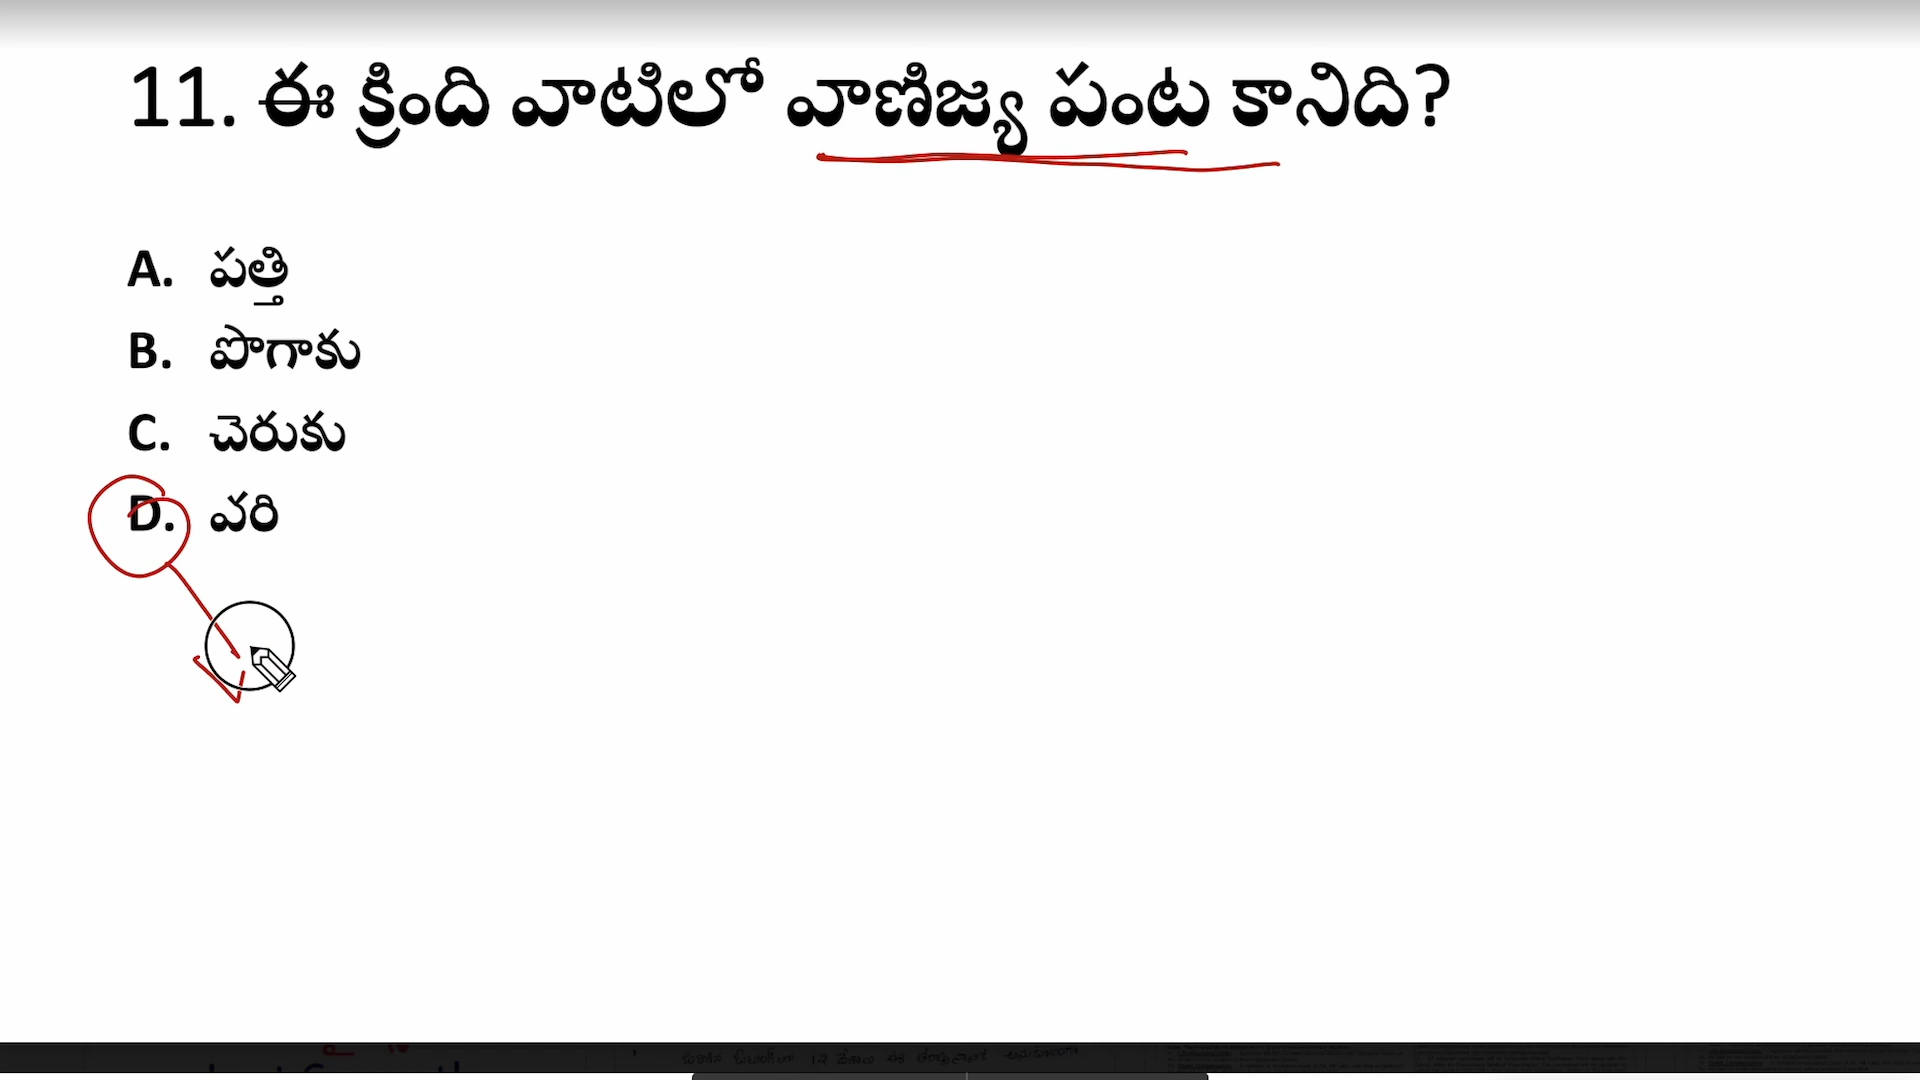 11. ఈ క్రింది వాటిలో వాణిజ్య పంట కానిది?
A. పత్తి
B. పొగాకు
C. చెరుకు
D. వరి